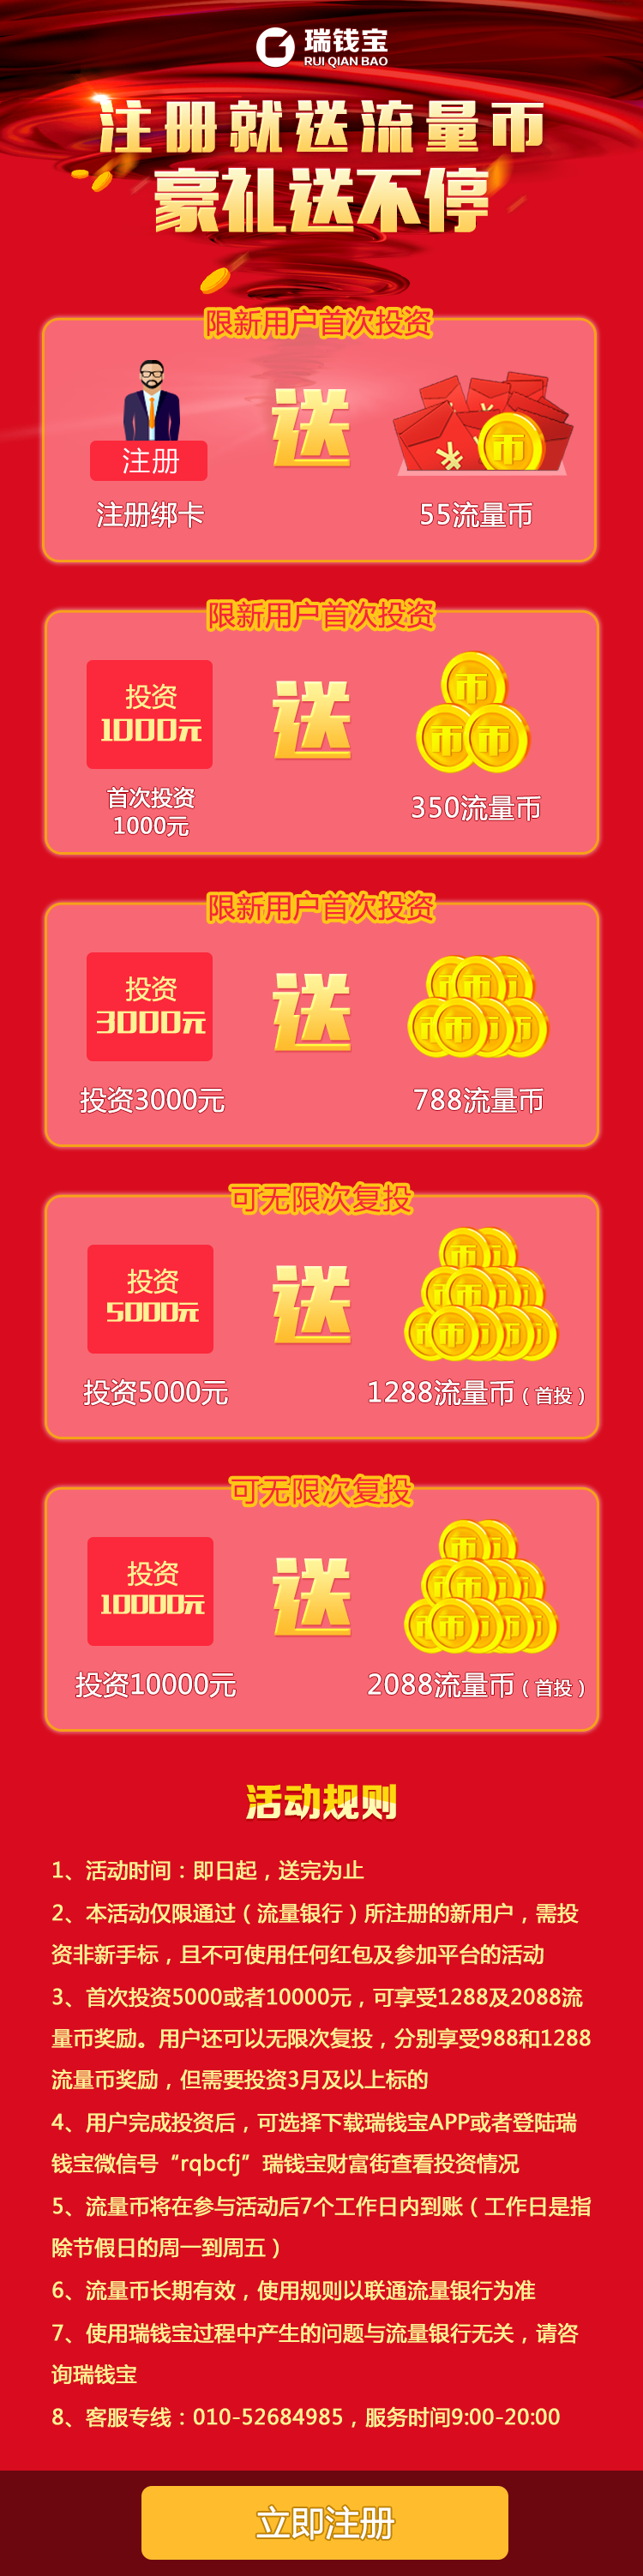 瑞钱宝
RUI QIAN BAO
注册就送流量币
豪礼送不停
限新用户首次投资
注册
送
币
注册绑卡
55流量币
限新用户首次投资
投资
1000元
送
币
币 币
首次投资
1000元
350流量币
限新用户首次投资
投资
3000元
送
币
币
投资3000元
788流量币
可无限次复投
投资
5000元
送
币
币
币
投资5000元
1288流量币（首投）
可无限次复投
投资
10000元
送
币
币
币
投资10000元
2088流量币（首投）
活动规则
1、活动时间：即日起，送完为止
2、本活动仅限通过（流量银行）所注册的新用户，需投
资非新手标，且不可使用任何红包及参加平台的活动
3、首次投资5000或者10000元，可享受1288及2088流
量币奖励。用户还可以无限次复投，分别享受988和1288
流量币奖励，但需要投资3月及以上标的
4、用户完成投资后，可选择下载瑞钱宝APP或者登陆瑞
钱宝微信号“rqbcfj”瑞钱宝财富街查看投资情况
5、流量币将在参与活动后7个工作日内到账（工作日是指
除节假日的周一到周五）
6、流量币长期有效，使用规则以联通流量银行为准
7、使用瑞钱宝过程中产生的问题与流量银行无关，请咨
询瑞钱宝
8、客服专线：010-52684985，服务时间9:00-20:00
立即注册